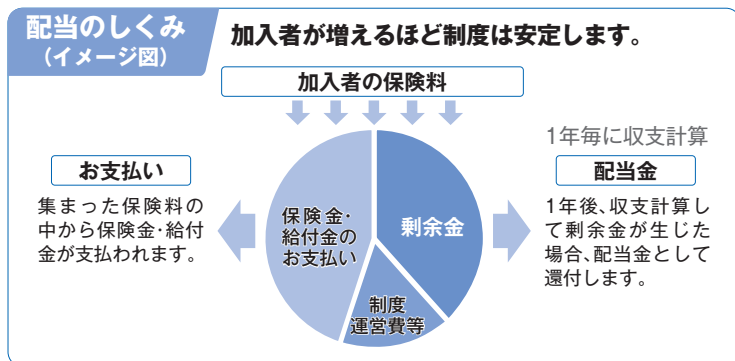 配当のしくみ
(イメージ図)
加入者が増えるほど制度は安定します。
加入者の保険料
お支払い
集まった保険料の
中から保険金・給付
金が支払われます。
保険金・
給付金の
お支払い
剰余金
制度
運営費等
1年毎に収支計算
配当金
1年後、収支計算し
て剰余金が生じた
場合、配当金として
還付します。